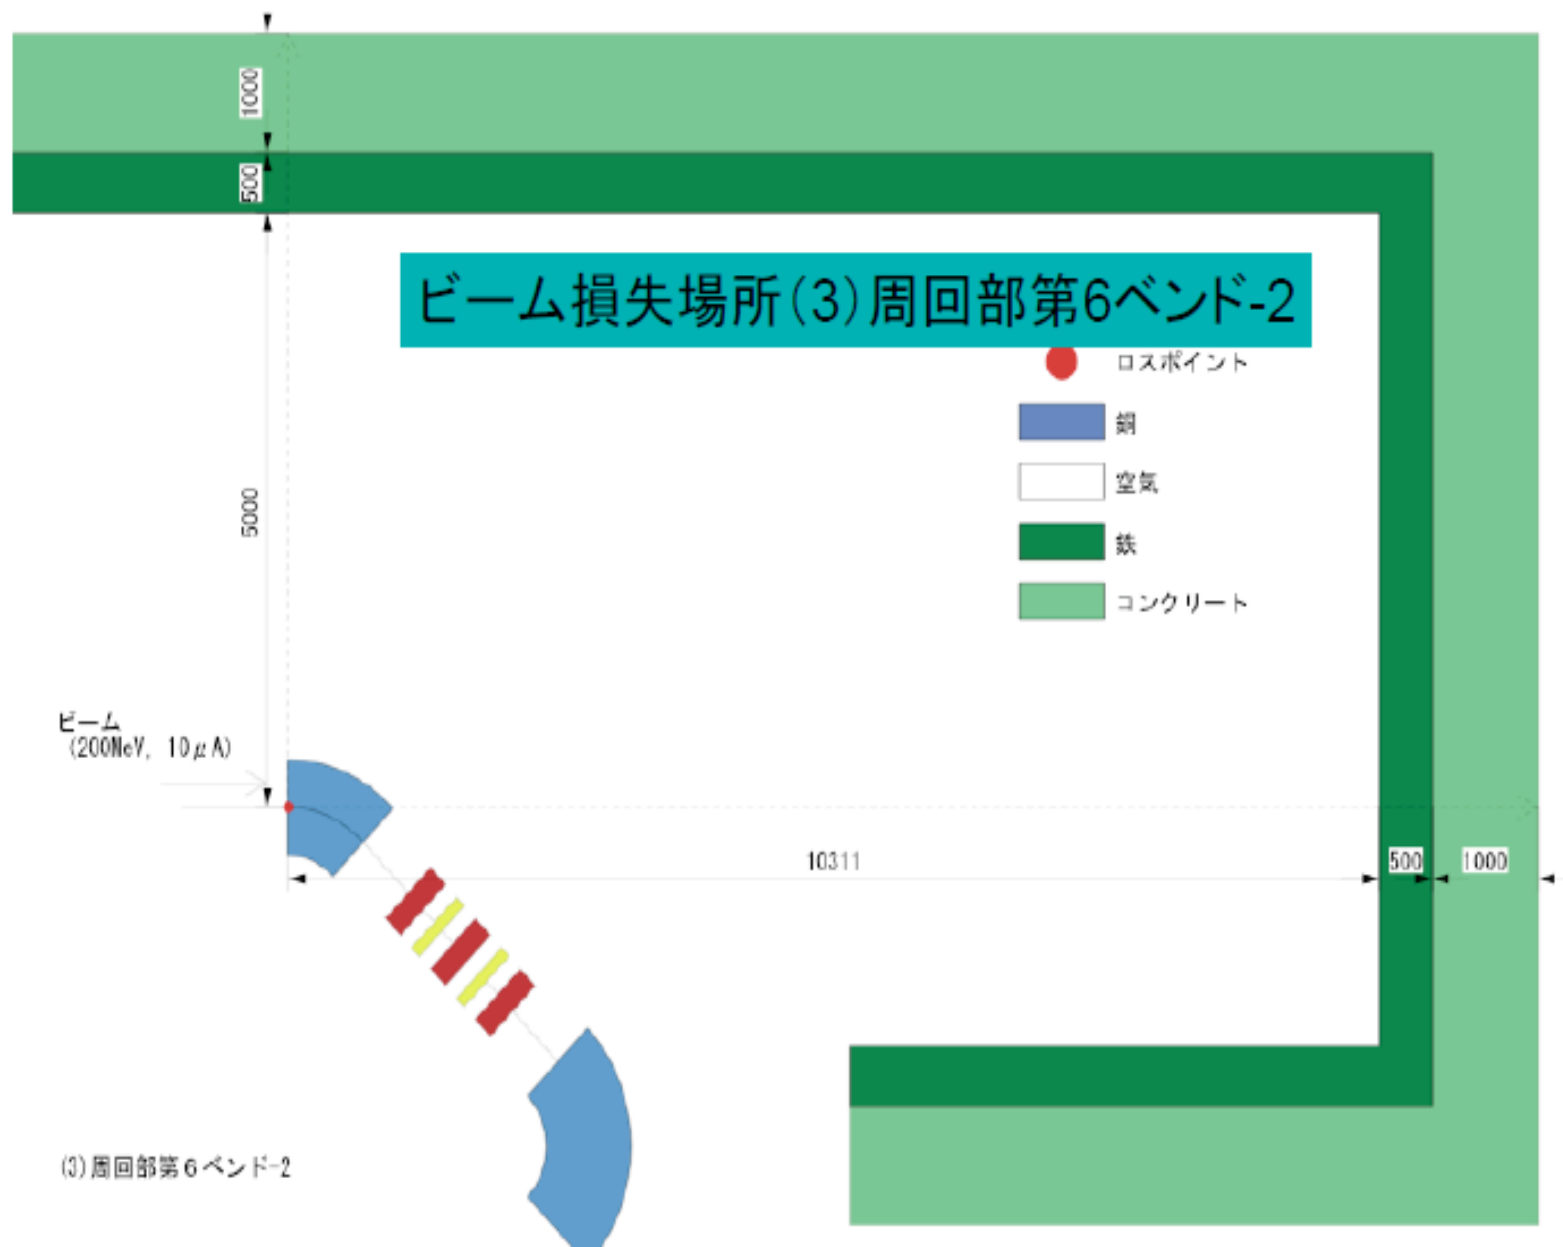 1000
500
ビーム損失場所(3)周回部第6ベンド-2
ロスポイント
銅
空気
鉄
コンクリート
5000
ビーム
(200MeV, 10μA)
10311
500
1000
(3)周回部第6ベンド-2